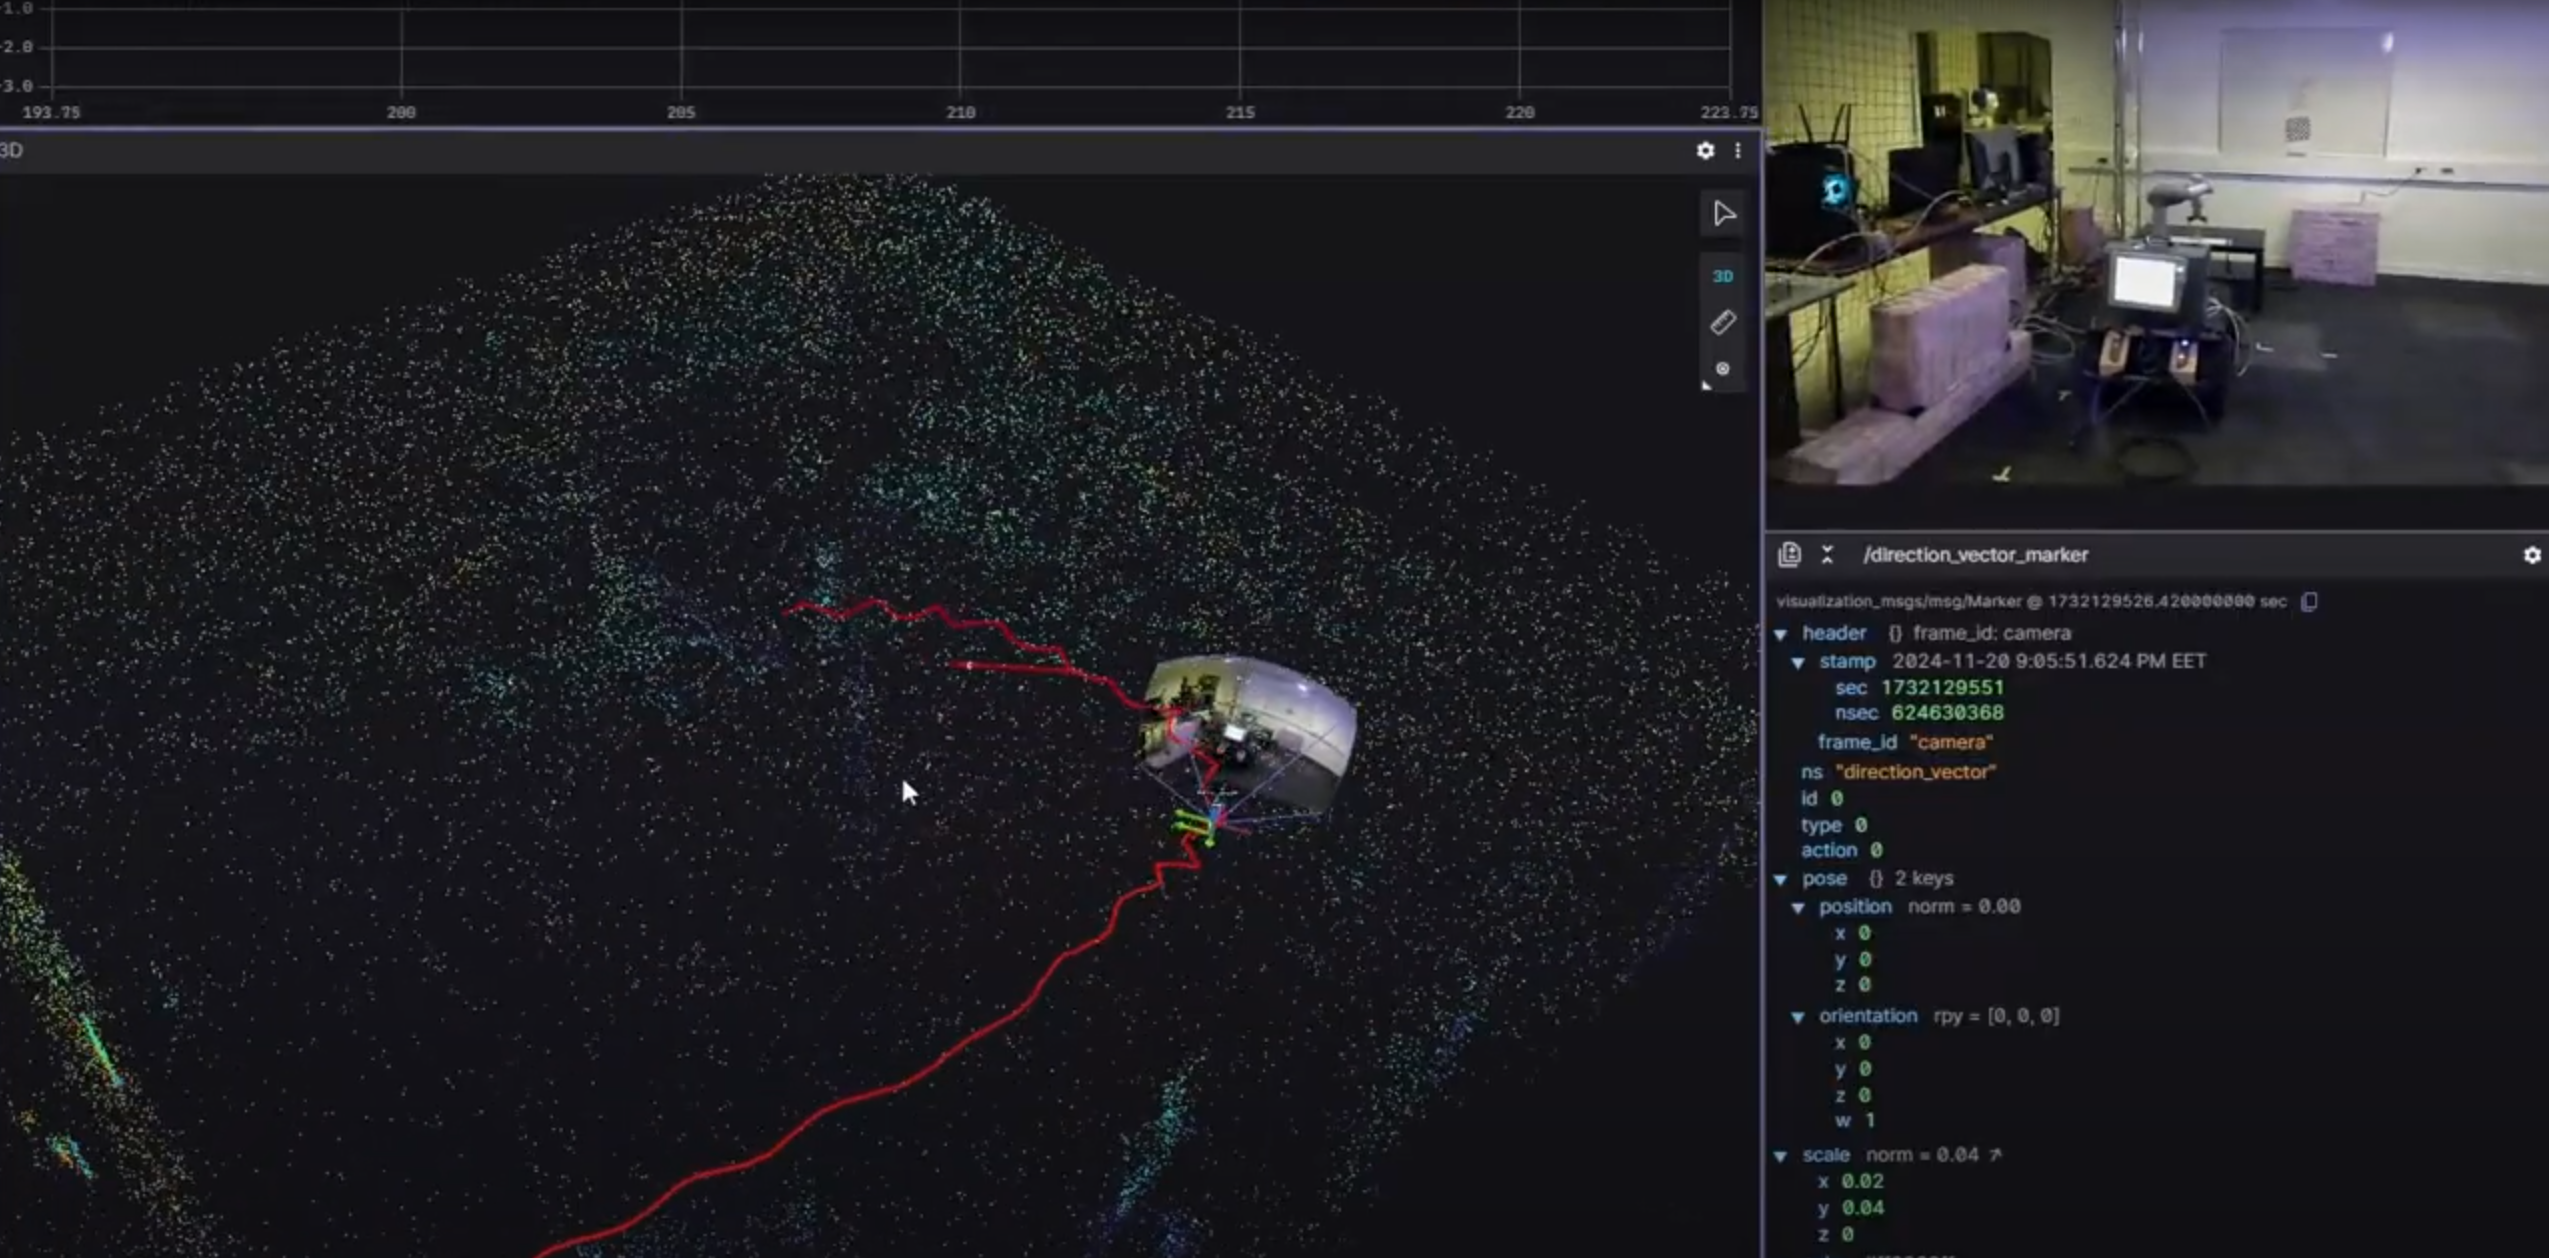 -1.0
-2.0
-3.0
193.75 200 205 210 215 220 223.75
3D
3D
/direction_vector_marker
visualization_msgs/msg/Marker @ 1732129526.420000000 sec
header {} frame_id: camera
stamp 2024-11-20 9:05:51.624 PM EET
sec 1732129551
nsec 624630368
frame_id "camera"
ns "direction_vector"
id 0
type 0
action 0
pose {} 2 keys
position norm = 0.00
x 0
y 0
z 0
orientation rpy = [0, 0, 0]
x 0
y 0
z 0
w 1
scale norm = 0.04
x 0.02
y 0.04
z 0